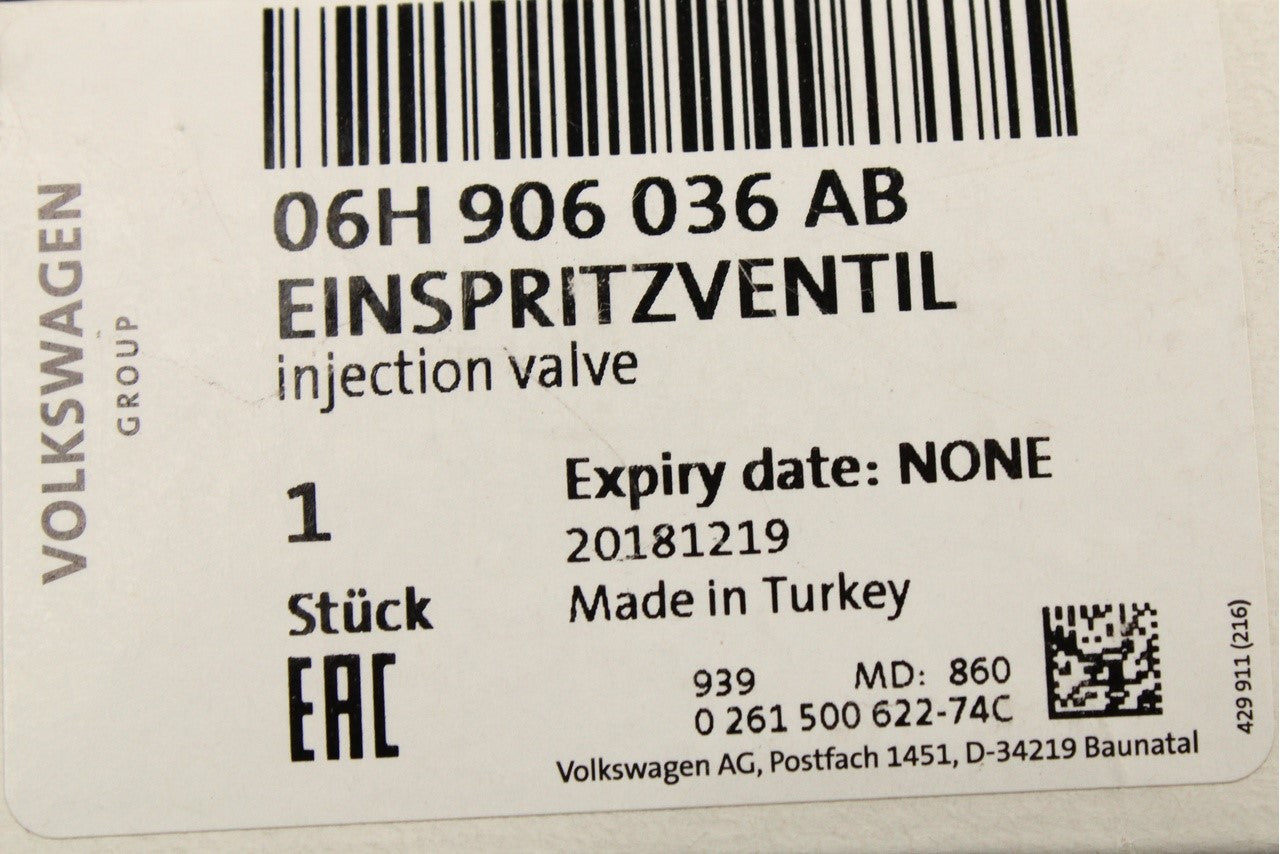 VOLKSWAGEN
GROUP
06H 906 036 AB
EINSPRITZVENTIL
injection valve
1
Stück
EAC
Expiry date: NONE
20181219
Made in Turkey
939 MD: 860
0 261 500 622-74C
Volkswagen AG, Postfach 1451, D-34219 Baunatal
429 911 (216)